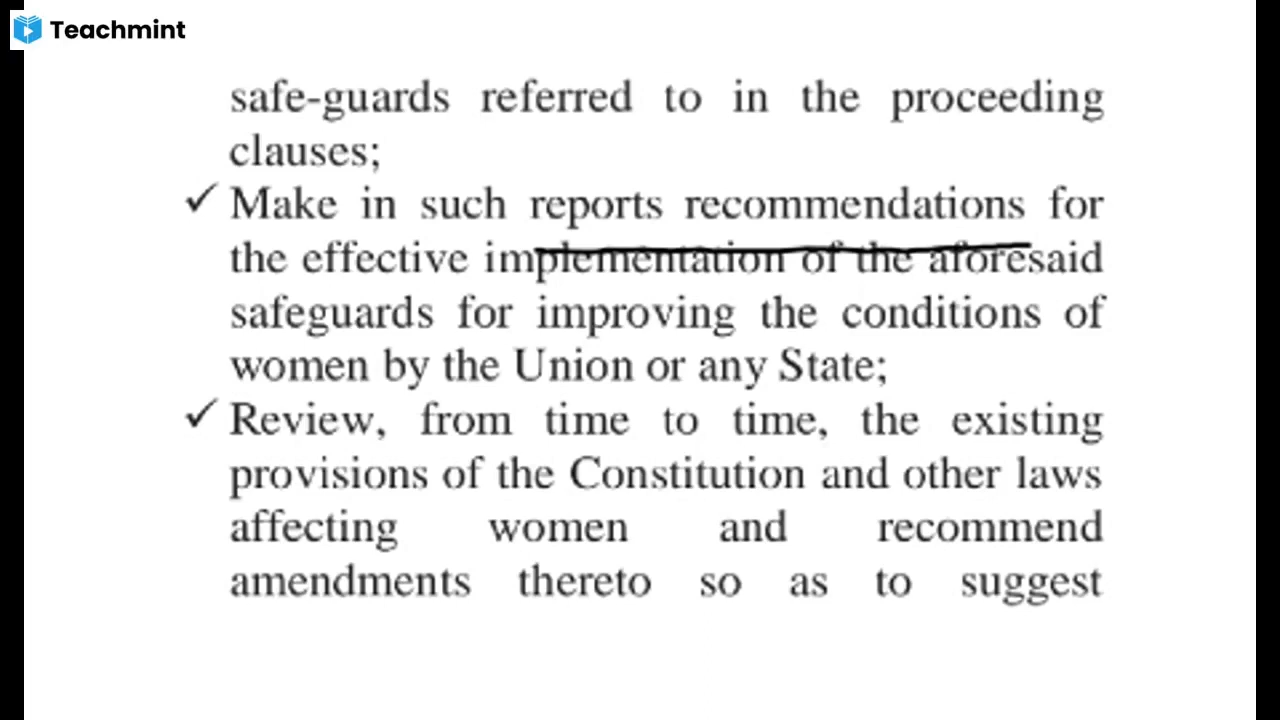 Teachmint
safe-guards referred to in the proceeding
clauses;
✓ Make in such reports recommendations for
the effective implementation of the aforesaid
safeguards for improving the conditions of
women by the Union or any State;
✓ Review, from time to time, the existing
provisions of the Constitution and other laws
affecting women and recommend
amendments thereto so as to suggest